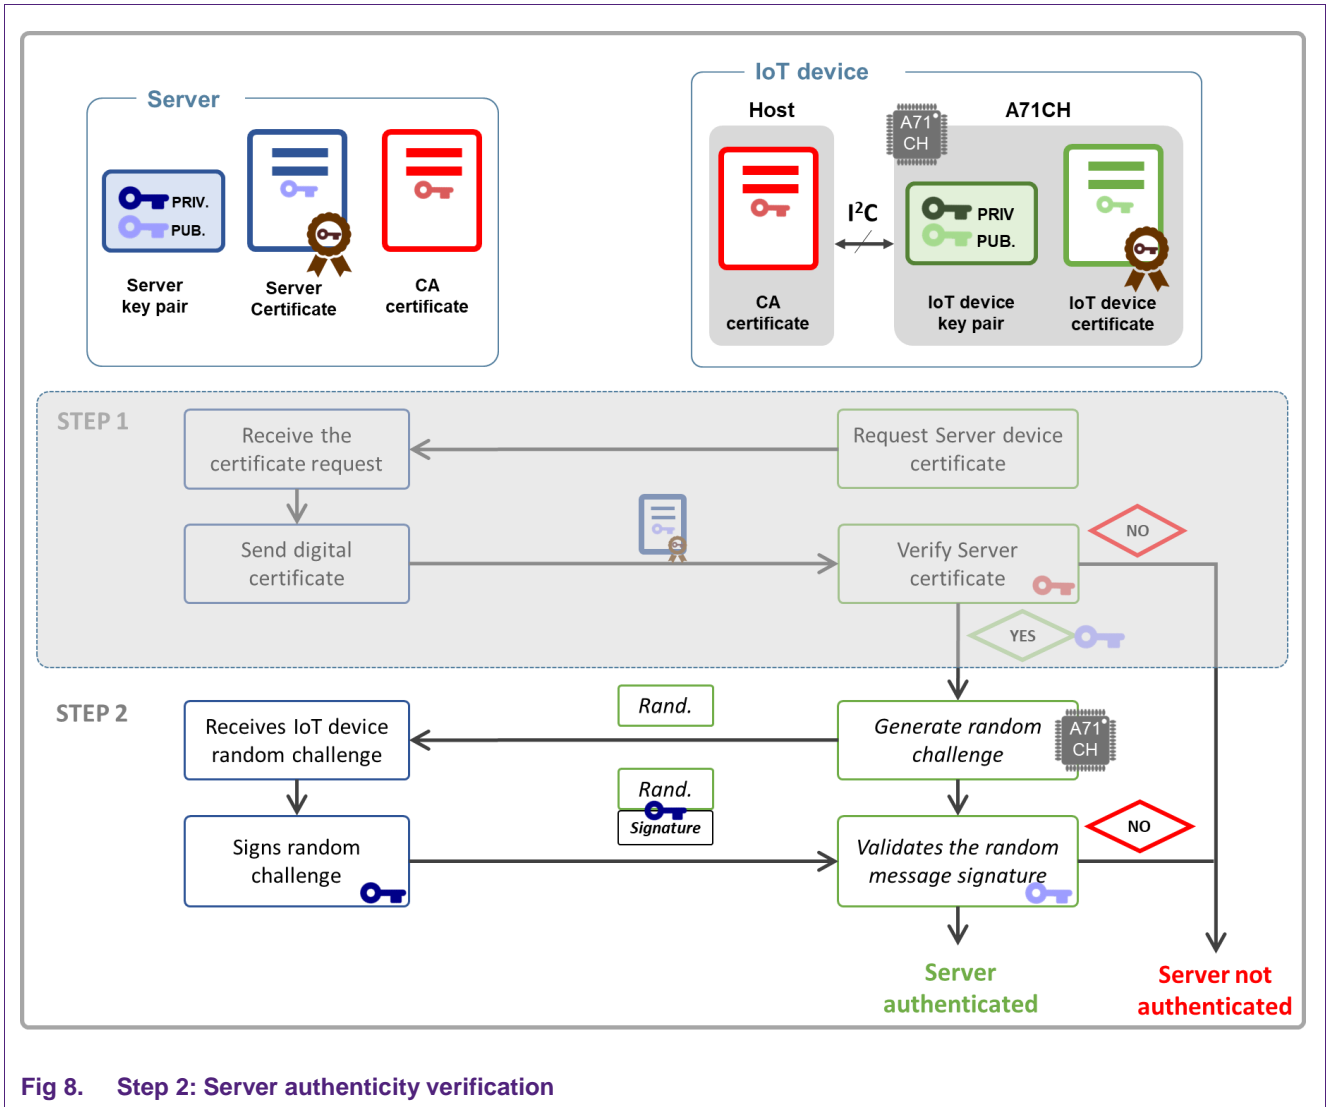 Server
PRIV.
PUB.
Server
key pair
Server
Certificate
CA
certificate
IoT device
Host
A71CH
A71
CH
I²C
PRIV
PUB.
CA
certificate
IoT device
key pair
IoT device
certificate
STEP 1
Receive the
certificate request
Request Server device
certificate
Send digital
certificate
Verify Server
certificate
NO
YES
STEP 2
Receives IoT device
random challenge
Rand.
Generate random
challenge
A71
CH
Signs random
challenge
Rand.
Signature
Validates the random
message signature
NO
Server
authenticated
Server not
authenticated
Fig 8. Step 2: Server authenticity verification